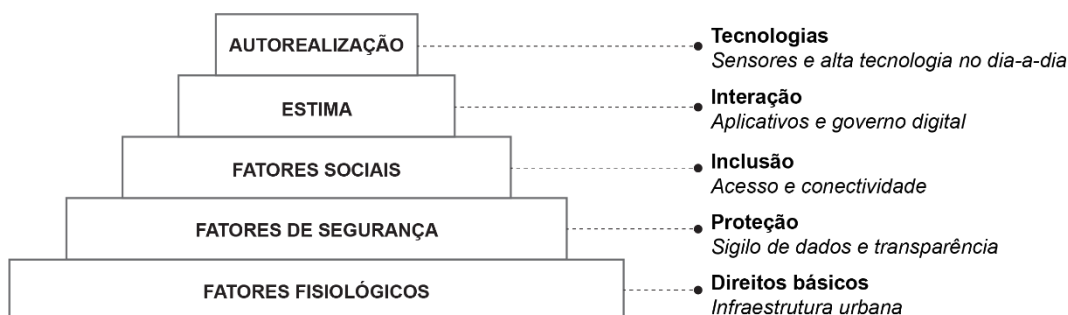 AUTOREALIZAÇÃO
Tecnologias
Sensores e alta tecnologia no dia-a-dia
ESTIMA
Interação
Aplicativos e governo digital
FATORES SOCIAIS
Inclusão
Acesso e conectividade
FATORES DE SEGURANÇA
Proteção
Sigilo de dados e transparência
FATORES FISIOLÓGICOS
Direitos básicos
Infraestrutura urbana